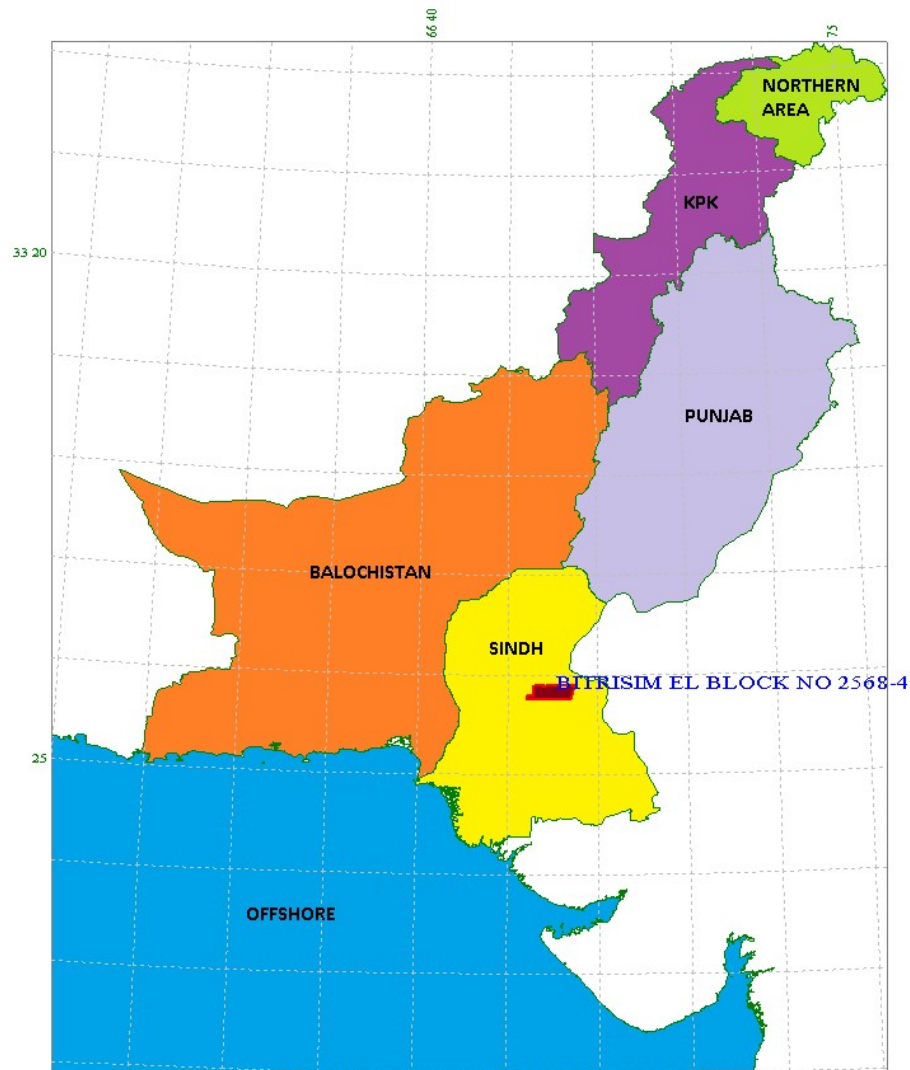 66 40
75
NORTHERN
AREA
KPK
33 20
PUNJAB
BALOCHISTAN
SINDH
BITRISIM EL BLOCK NO 2568-4
25
OFFSHORE